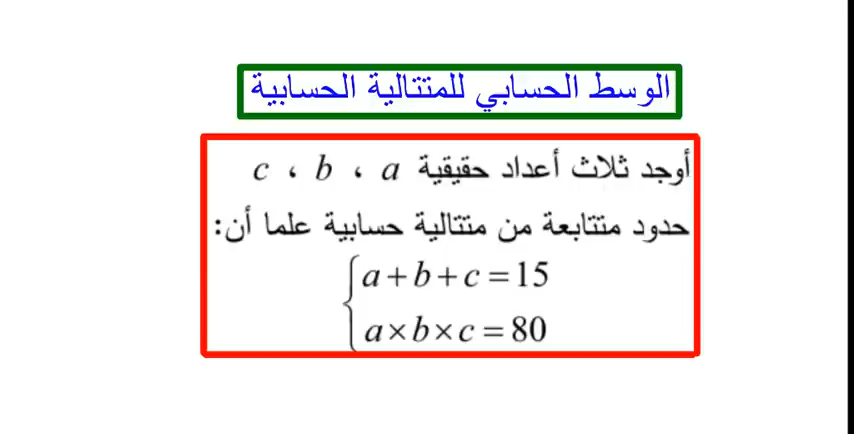 الوسط الحسابي للمتتالية الحسابية
أوجد ثلاث أعداد حقيقية a ، b ، c
حدود متتابعة من متتالية حسابية علما أن:
a+b+c=15
a×b×c=80